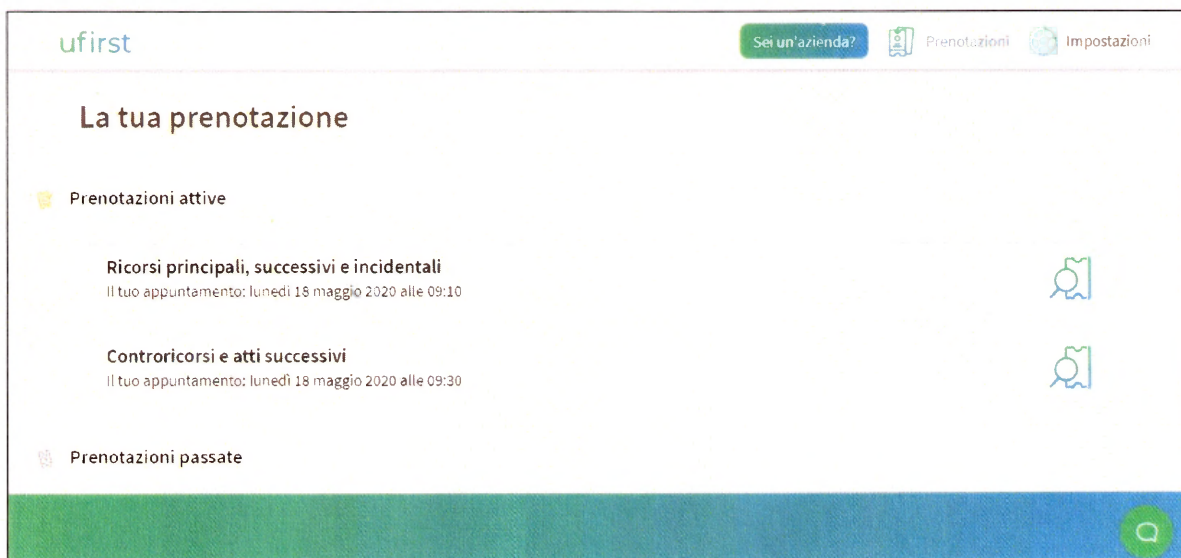 ufirst
Sei un'azienda?
Prenotazioni
Impostazioni
La tua prenotazione
Prenotazioni attive
Ricorsi principali, successivi e incidentali
Il tuo appuntamento: lunedì 18 maggio 2020 alle 09:10
Controricorsi e atti successivi
Il tuo appuntamento: lunedì 18 maggio 2020 alle 09:30
Prenotazioni passate